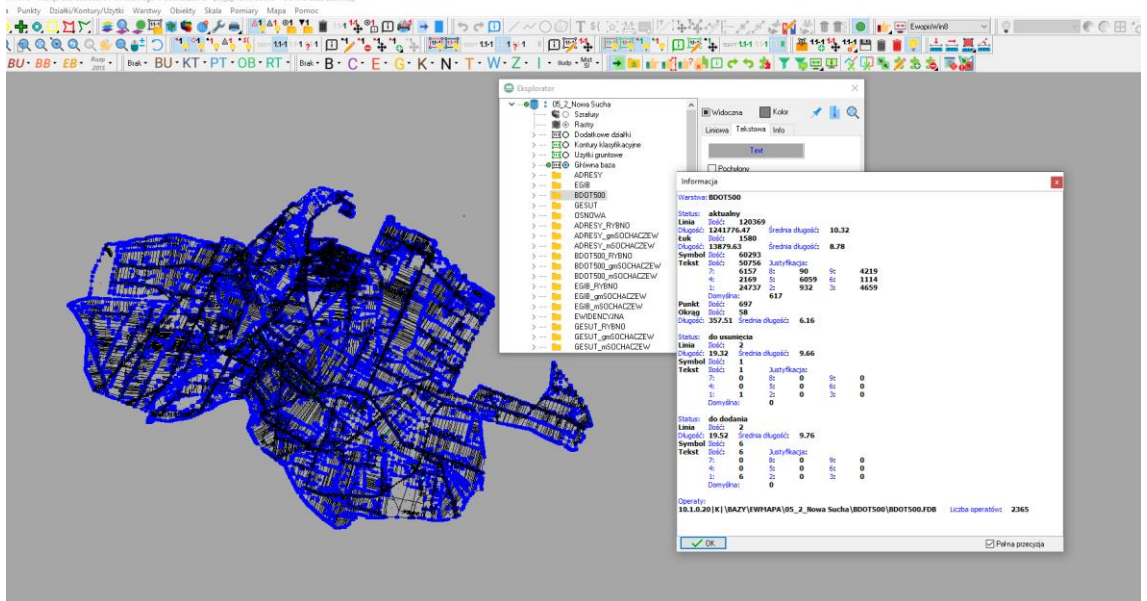 Punkty Działki/Kontury/Użytki Warstwy Obiekty Skala Pomiary Mapa Pomoc
Ewopis/Win8
BU BB EB Rozp 2015 Brak BU KT PT OB RT Brak B C E G K N T W Z I Budp Mst Sł
Eksplorator
05_2_Nowa Sucha
Szrafury
Rastry
Dodatkowe działki
Kontury klasyfikacyjne
Użytki gruntowe
Główna baza
ADRESY
EGIB
BDOT500
GESUT
OSNOWA
ADRESY_RYBNO
ADRESY_gmSOCHACZEW
ADRESY_mSOCHACZEW
BDOT500_RYBNO
BDOT500_gmSOCHACZEW
BDOT500_mSOCHACZEW
EGIB_RYBNO
EGIB_gmSOCHACZEW
EGIB_mSOCHACZEW
EWIDENCYJNA
GESUT_RYBNO
GESUT_gmSOCHACZEW
GESUT_mSOCHACZEW
Widoczna Kolor
Liniowa Tekstowa Info
Text
Pochylony
Informacja
Warstwa: BDOT500
Status: aktualny
Linia Ilość: 120369
Długość: 1241776.47 Średnia długość: 10.32
Łuk Ilość: 1580
Długość: 13879.63 Średnia długość: 8.78
Symbol Ilość: 60293
Tekst Ilość: 50756 Justyfikacja:
7: 6157 8: 90 9: 4219
4: 2169 5: 6059 6: 1114
1: 24737 2: 932 3: 4659
Domyślna: 617
Punkt Ilość: 697
Okrąg Ilość: 58
Długość: 357.51 Średnia długość: 6.16
Status: do usunięcia
Linia Ilość: 2
Długość: 19.32 Średnia długość: 9.66
Symbol Ilość: 1
Tekst Ilość: 1 Justyfikacja:
7: 0 8: 0 9: 0
4: 0 5: 0 6: 0
1: 1 2: 0 3: 0
Domyślna: 0
Status: do dodania
Linia Ilość: 2
Długość: 19.52 Średnia długość: 9.76
Symbol Ilość: 6
Tekst Ilość: 6 Justyfikacja:
7: 0 8: 0 9: 0
4: 0 5: 0 6: 0
1: 6 2: 0 3: 0
Domyślna: 0
Operaty:
10.1.0.20|K|\BAZY\EWMAPA\05_2_Nowa Sucha\BDOT500\BDOT500.FDB Liczba operatów: 2365
OK Pełna precyzja